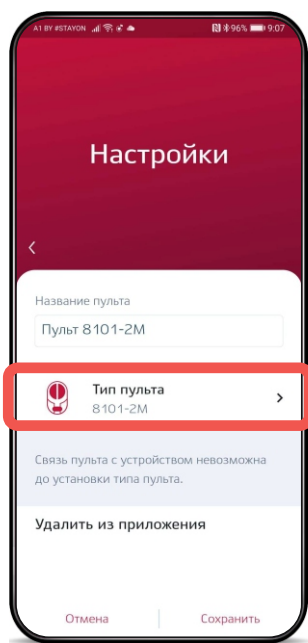 A1 BY #STAYON
96% 9:07
Настройки
Название пульта
Пульт 8101-2М
Тип пульта
8101-2М
Связь пульта с устройством невозможна
до установки типа пульта.
Удалить из приложения
Отмена
Сохранить